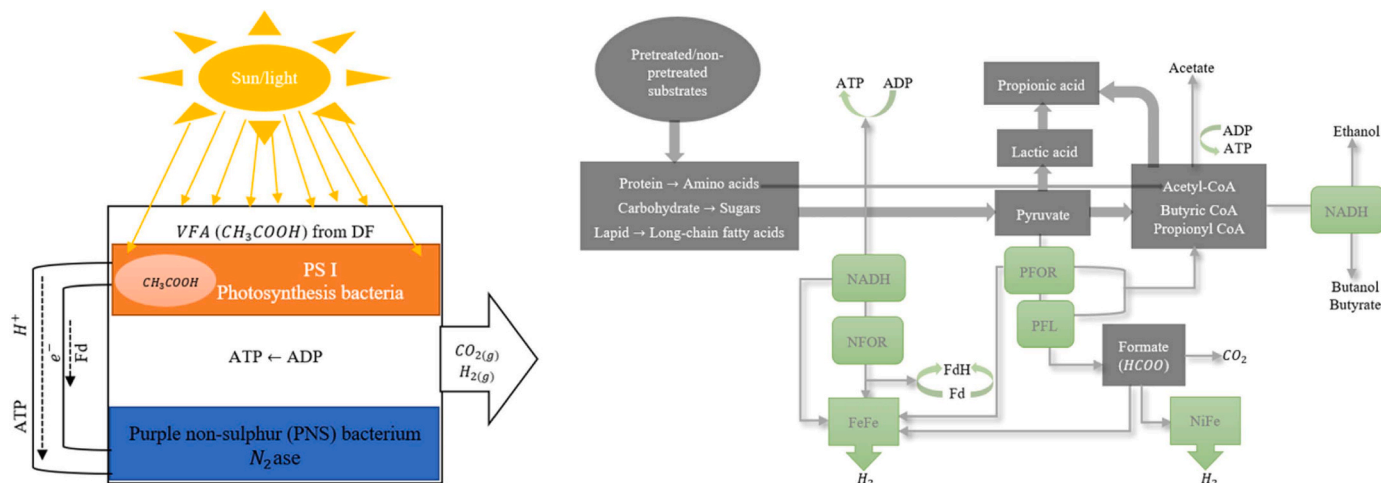 Sun/light
VFA (CH₃COOH) from DF
CH₃COOH
PS I
Photosynthesis bacteria
H⁺
e⁻
Fd
ATP
ATP ← ADP
CO₂(g)
H₂(g)
Purple non-sulphur (PNS) bacterium
N₂ase
Pretreated/non-
pretreated
substrates
Protein → Amino acids
Carbohydrate → Sugars
Lapid → Long-chain fatty acids
ATP
ADP
NADH
NFOR
FdH
Fd
FeFe
H₂
Propionic acid
Lactic acid
Pyruvate
PFOR
PFL
Formate
(HCOO)
CO₂
NiFe
H₂
Acetate
ADP
ATP
Acetyl-CoA
Butyric CoA
Propionyl CoA
Ethanol
NADH
Butanol
Butyrate